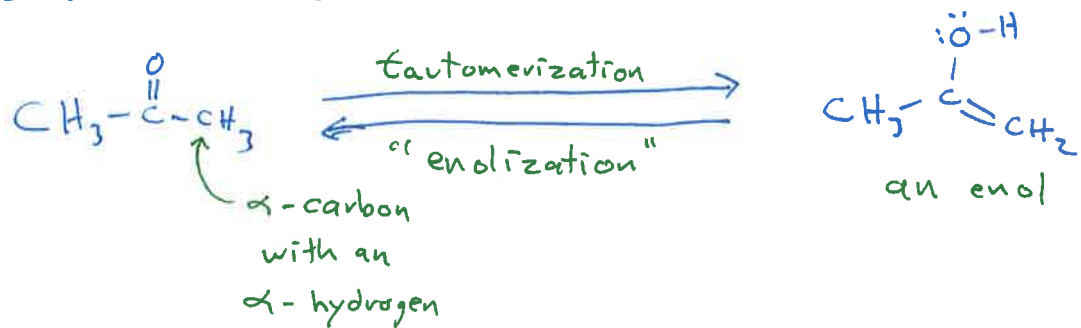 O
CH3-C-CH3
tautomerization
"enolization"
:Ö-H
CH3
C
CH2
an enol
α-carbon
with an
α-hydrogen